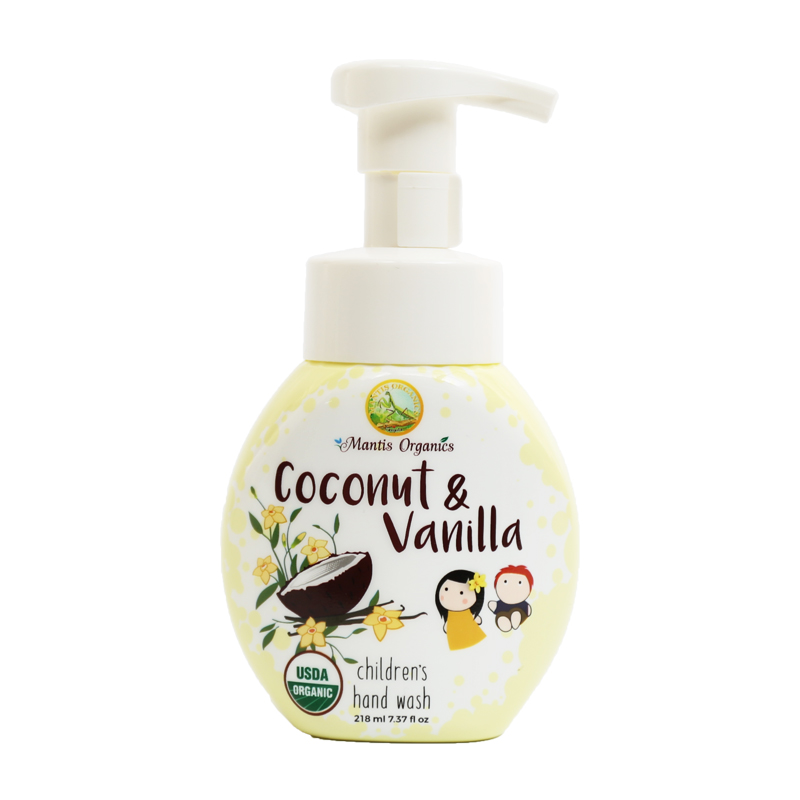 Mantis Organics
Coconut &
Vanilla
USDA
ORGANIC
children's
hand wash
218 ml 7.37 fl oz